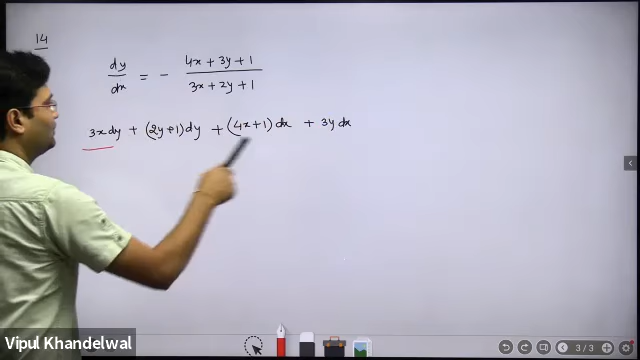 14
dy/dx = - (4x + 3y + 1)/(3x + 2y + 1)
3x dy + (2y+1) dy + (4x+1) dx + 3y dx
Vipul Khandelwal
3 / 3